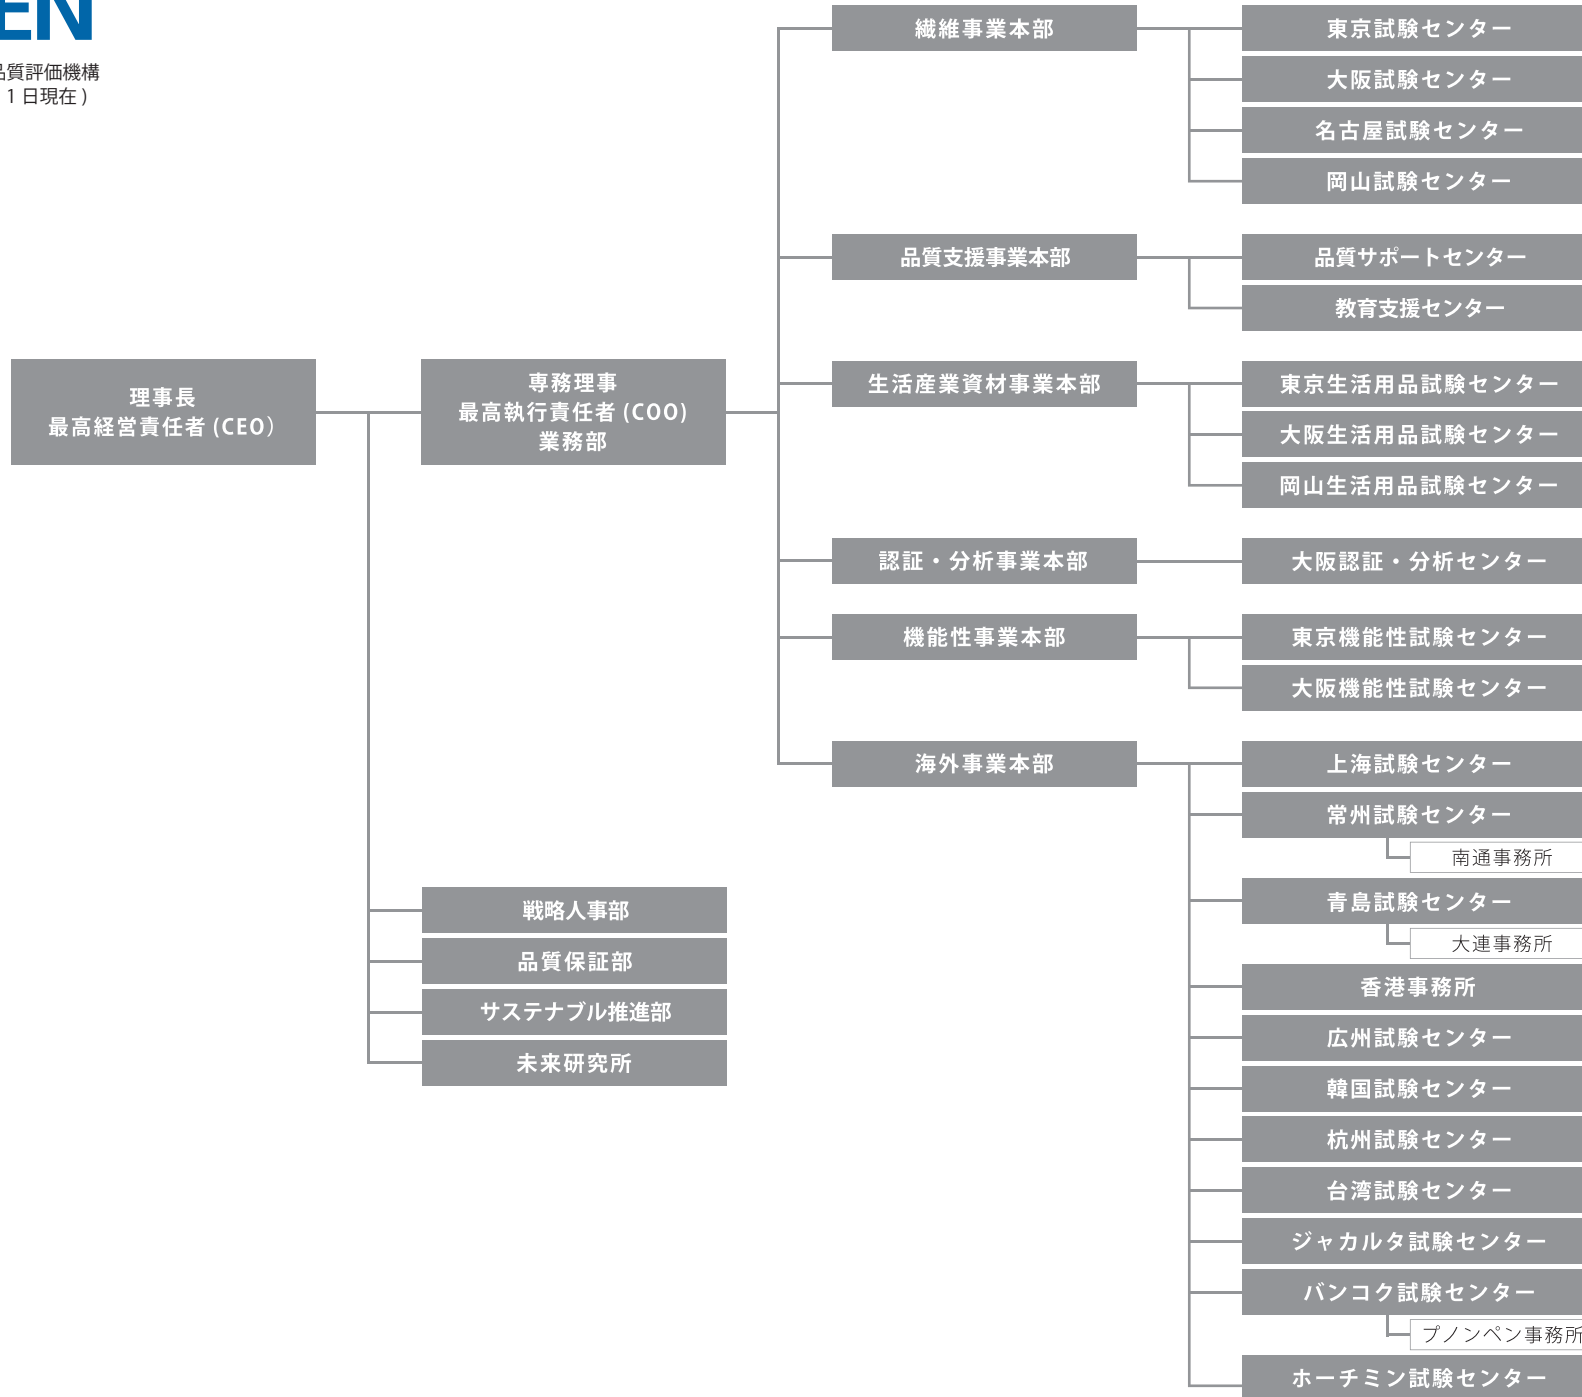 EN
品質評価機構
1 日現在 )
理事長
最高経営責任者 (CEO）
専務理事
最高執行責任者 (COO)
業務部
戦略人事部
品質保証部
サステナブル推進部
未来研究所
繊維事業本部
東京試験センター
大阪試験センター
名古屋試験センター
岡山試験センター
品質支援事業本部
品質サポートセンター
教育支援センター
生活産業資材事業本部
東京生活用品試験センター
大阪生活用品試験センター
岡山生活用品試験センター
認証・分析事業本部
大阪認証・分析センター
機能性事業本部
東京機能性試験センター
大阪機能性試験センター
海外事業本部
上海試験センター
常州試験センター
南通事務所
青島試験センター
大連事務所
香港事務所
広州試験センター
韓国試験センター
杭州試験センター
台湾試験センター
ジャカルタ試験センター
バンコク試験センター
プノンペン事務所
ホーチミン試験センター